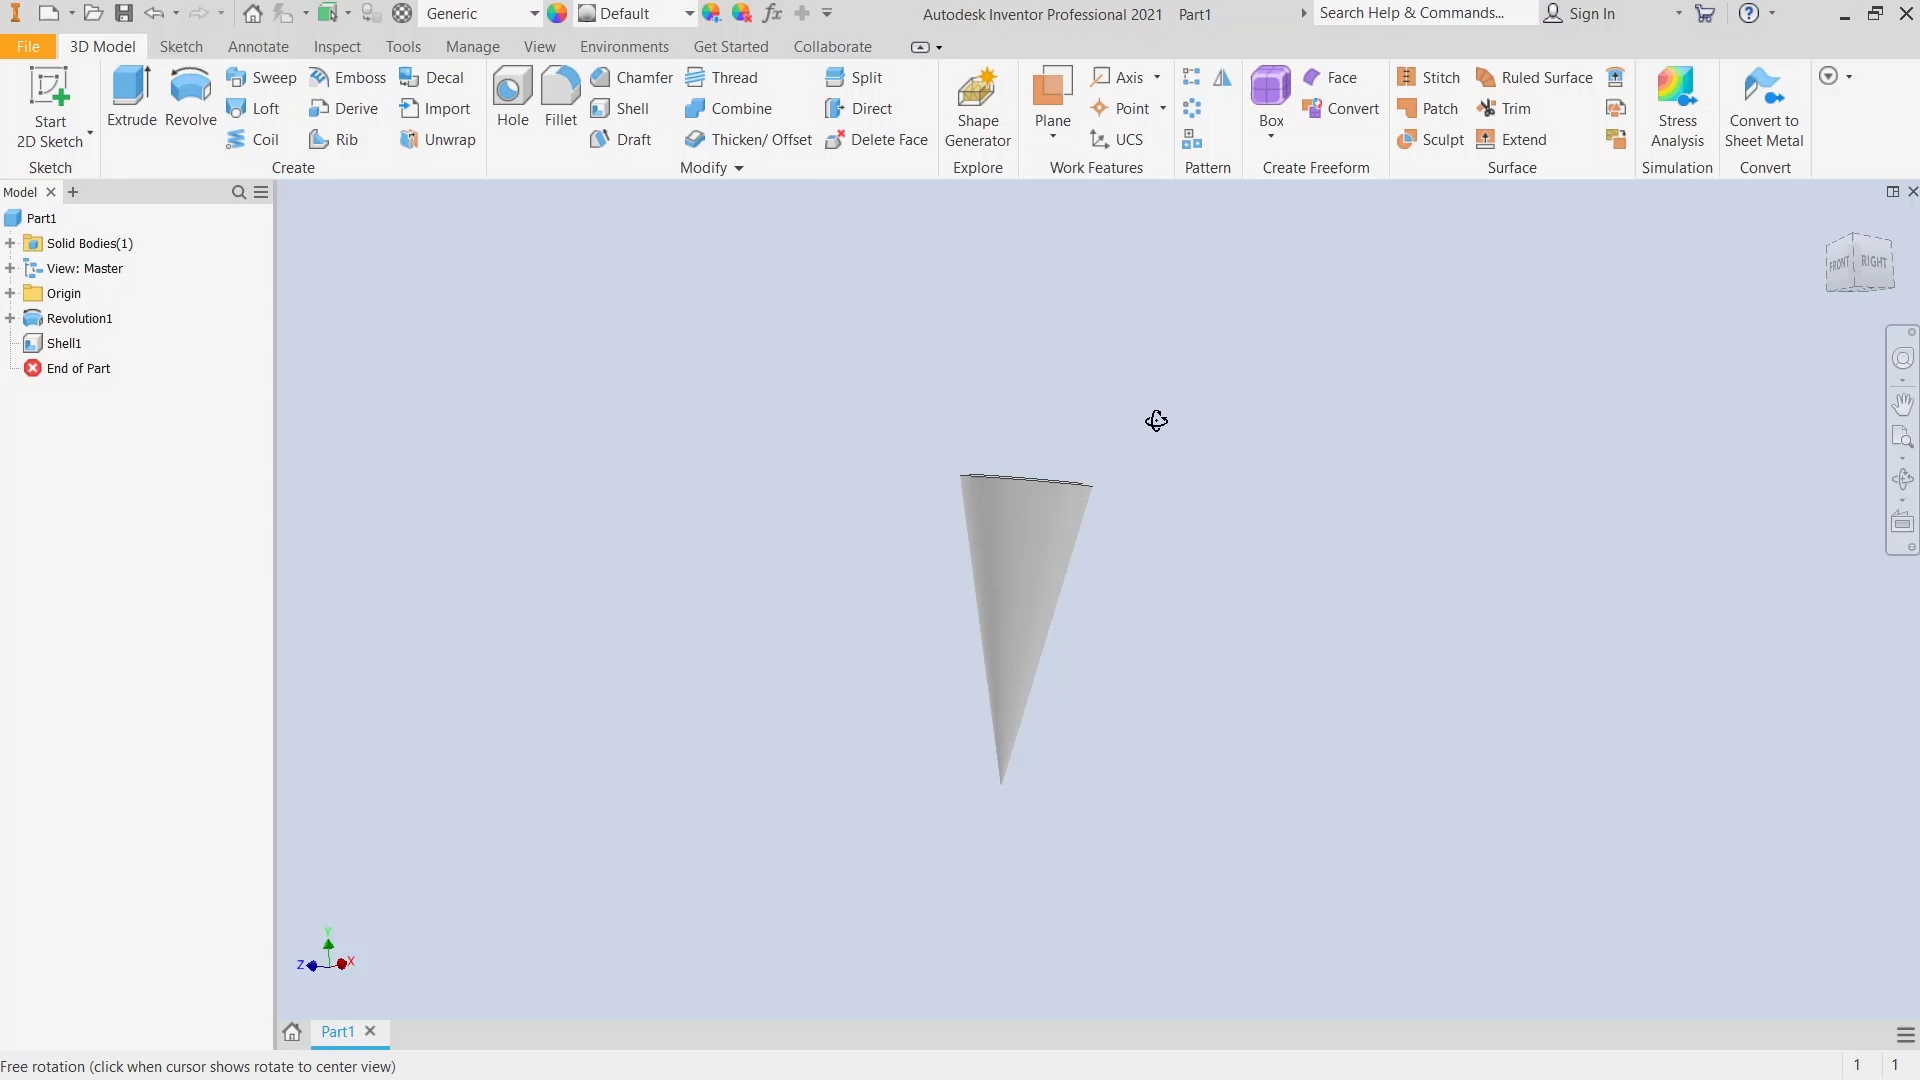 Generic
Default
fx
Autodesk Inventor Professional 2021 Part1
Search Help & Commands...
Sign In
File 3D Model Sketch Annotate Inspect Tools Manage View Environments Get Started Collaborate
Start
2D Sketch
Extrude
Revolve
Sweep
Loft
Coil
Emboss
Derive
Rib
Decal
Import
Unwrap
Hole
Fillet
Chamfer
Shell
Draft
Thread
Combine
Thicken/ Offset
Split
Direct
Delete Face
Shape
Generator
Plane
Axis
Point
UCS
Box
Face
Convert
Stitch
Patch
Sculpt
Ruled Surface
Trim
Extend
Stress
Analysis
Convert to
Sheet Metal
Sketch Create Modify Explore Work Features Pattern Create Freeform Surface Simulation Convert
Model
Part1
Solid Bodies(1)
View: Master
Origin
Revolution1
Shell1
End of Part
FRONT RIGHT
Y
Z X
Part1
Free rotation (click when cursor shows rotate to center view)
1 1